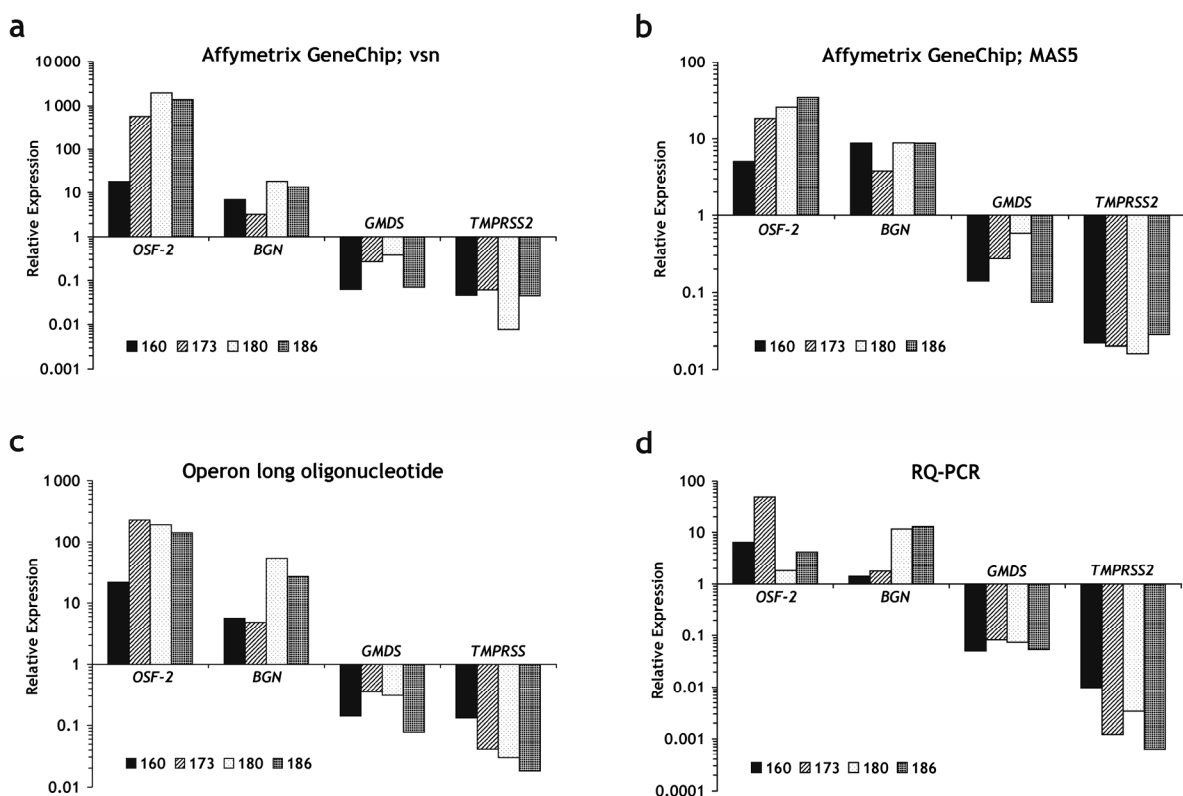 a
Affymetrix GeneChip; vsn
10 000
1 000
100
10
1
0.1
0.01
0.001
Relative Expression
OSF-2
BGN
GMDS
TMPRSS2
160 173 180 186
b
Affymetrix GeneChip; MAS5
100
10
1
0.1
0.01
Relative Expression
OSF-2
BGN
GMDS
TMPRSS2
160 173 180 186
c
Operon long oligonucleotide
1 000
100
10
1
0.1
0.01
Relative Expression
OSF-2
BGN
GMDS
TMPRSS
160 173 180 186
d
RQ-PCR
100
10
1
0.1
0.01
0.001
0.0001
Relative Expression
OSF-2
BGN
GMDS
TMPRSS2
160 173 180 186